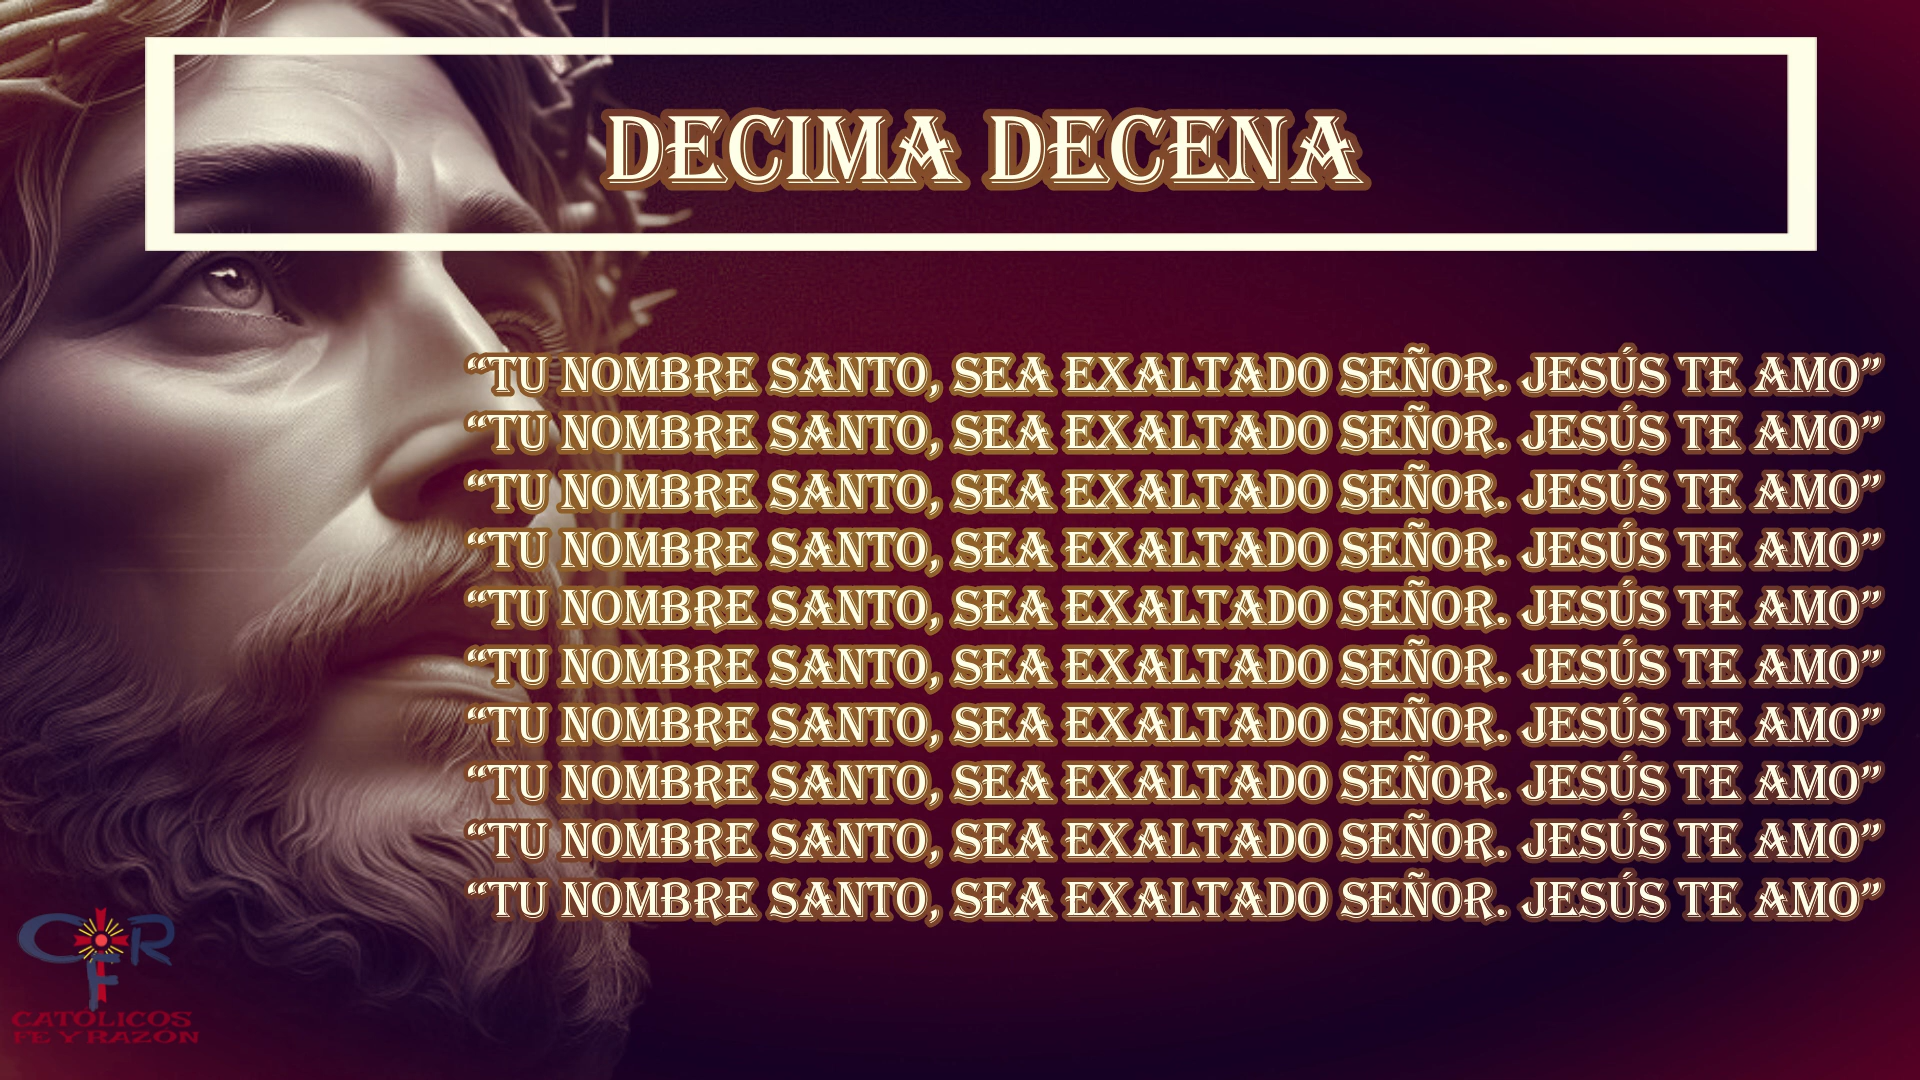 DECIMA DECENA
“TU NOMBRE SANTO, SEA EXALTADO SEÑOR. JESÚS TE AMO”
“TU NOMBRE SANTO, SEA EXALTADO SEÑOR. JESÚS TE AMO”
“TU NOMBRE SANTO, SEA EXALTADO SEÑOR. JESÚS TE AMO”
“TU NOMBRE SANTO, SEA EXALTADO SEÑOR. JESÚS TE AMO”
“TU NOMBRE SANTO, SEA EXALTADO SEÑOR. JESÚS TE AMO”
“TU NOMBRE SANTO, SEA EXALTADO SEÑOR. JESÚS TE AMO”
“TU NOMBRE SANTO, SEA EXALTADO SEÑOR. JESÚS TE AMO”
“TU NOMBRE SANTO, SEA EXALTADO SEÑOR. JESÚS TE AMO”
“TU NOMBRE SANTO, SEA EXALTADO SEÑOR. JESÚS TE AMO”
“TU NOMBRE SANTO, SEA EXALTADO SEÑOR. JESÚS TE AMO”
C R
F
CATÓLICOS
FE Y RAZÓN